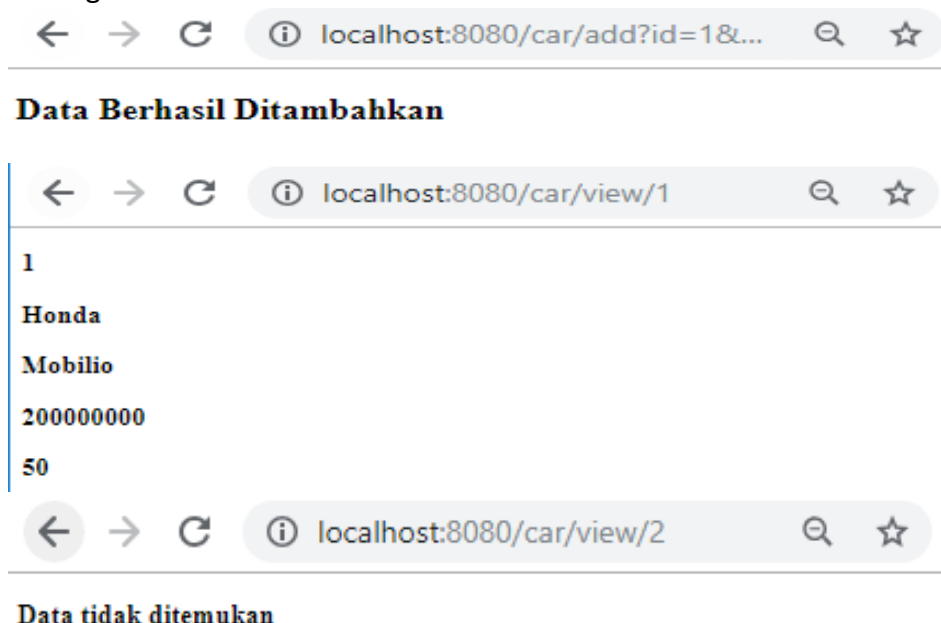 localhost:8080/car/add?id=1&...
Data Berhasil Ditambahkan
localhost:8080/car/view/1
1
Honda
Mobilio
200000000
50
localhost:8080/car/view/2
Data tidak ditemukan